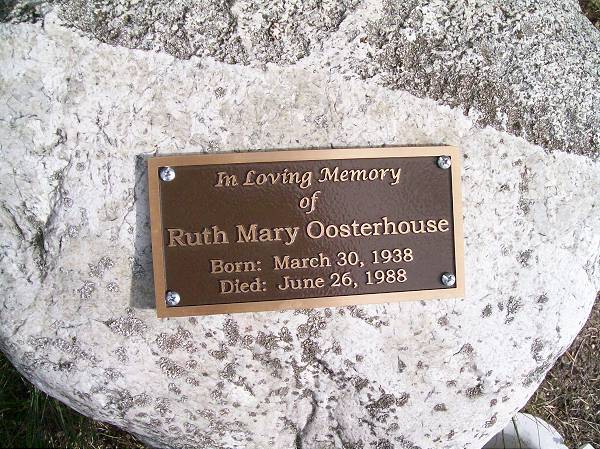 In Loving Memory
of
Ruth Mary Oosterhouse
Born: March 30, 1938
Died: June 26, 1988